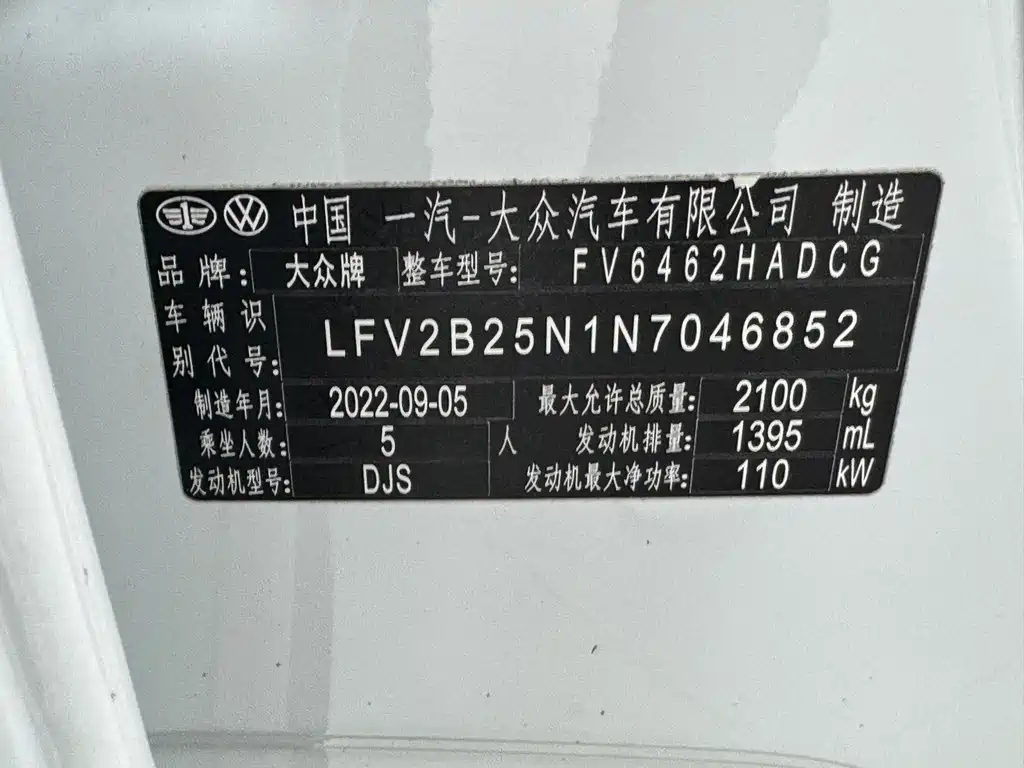 中国 一汽-大众汽车有限公司 制造
品牌: 大众牌 整车型号: FV6462HADCG
车辆识别代号: LFV2B25N1N7046852
制造年月: 2022-09-05 最大允许总质量: 2100 kg
乘坐人数: 5 人 发动机排量: 1395 mL
发动机型号: DJS 发动机最大净功率: 110 kW